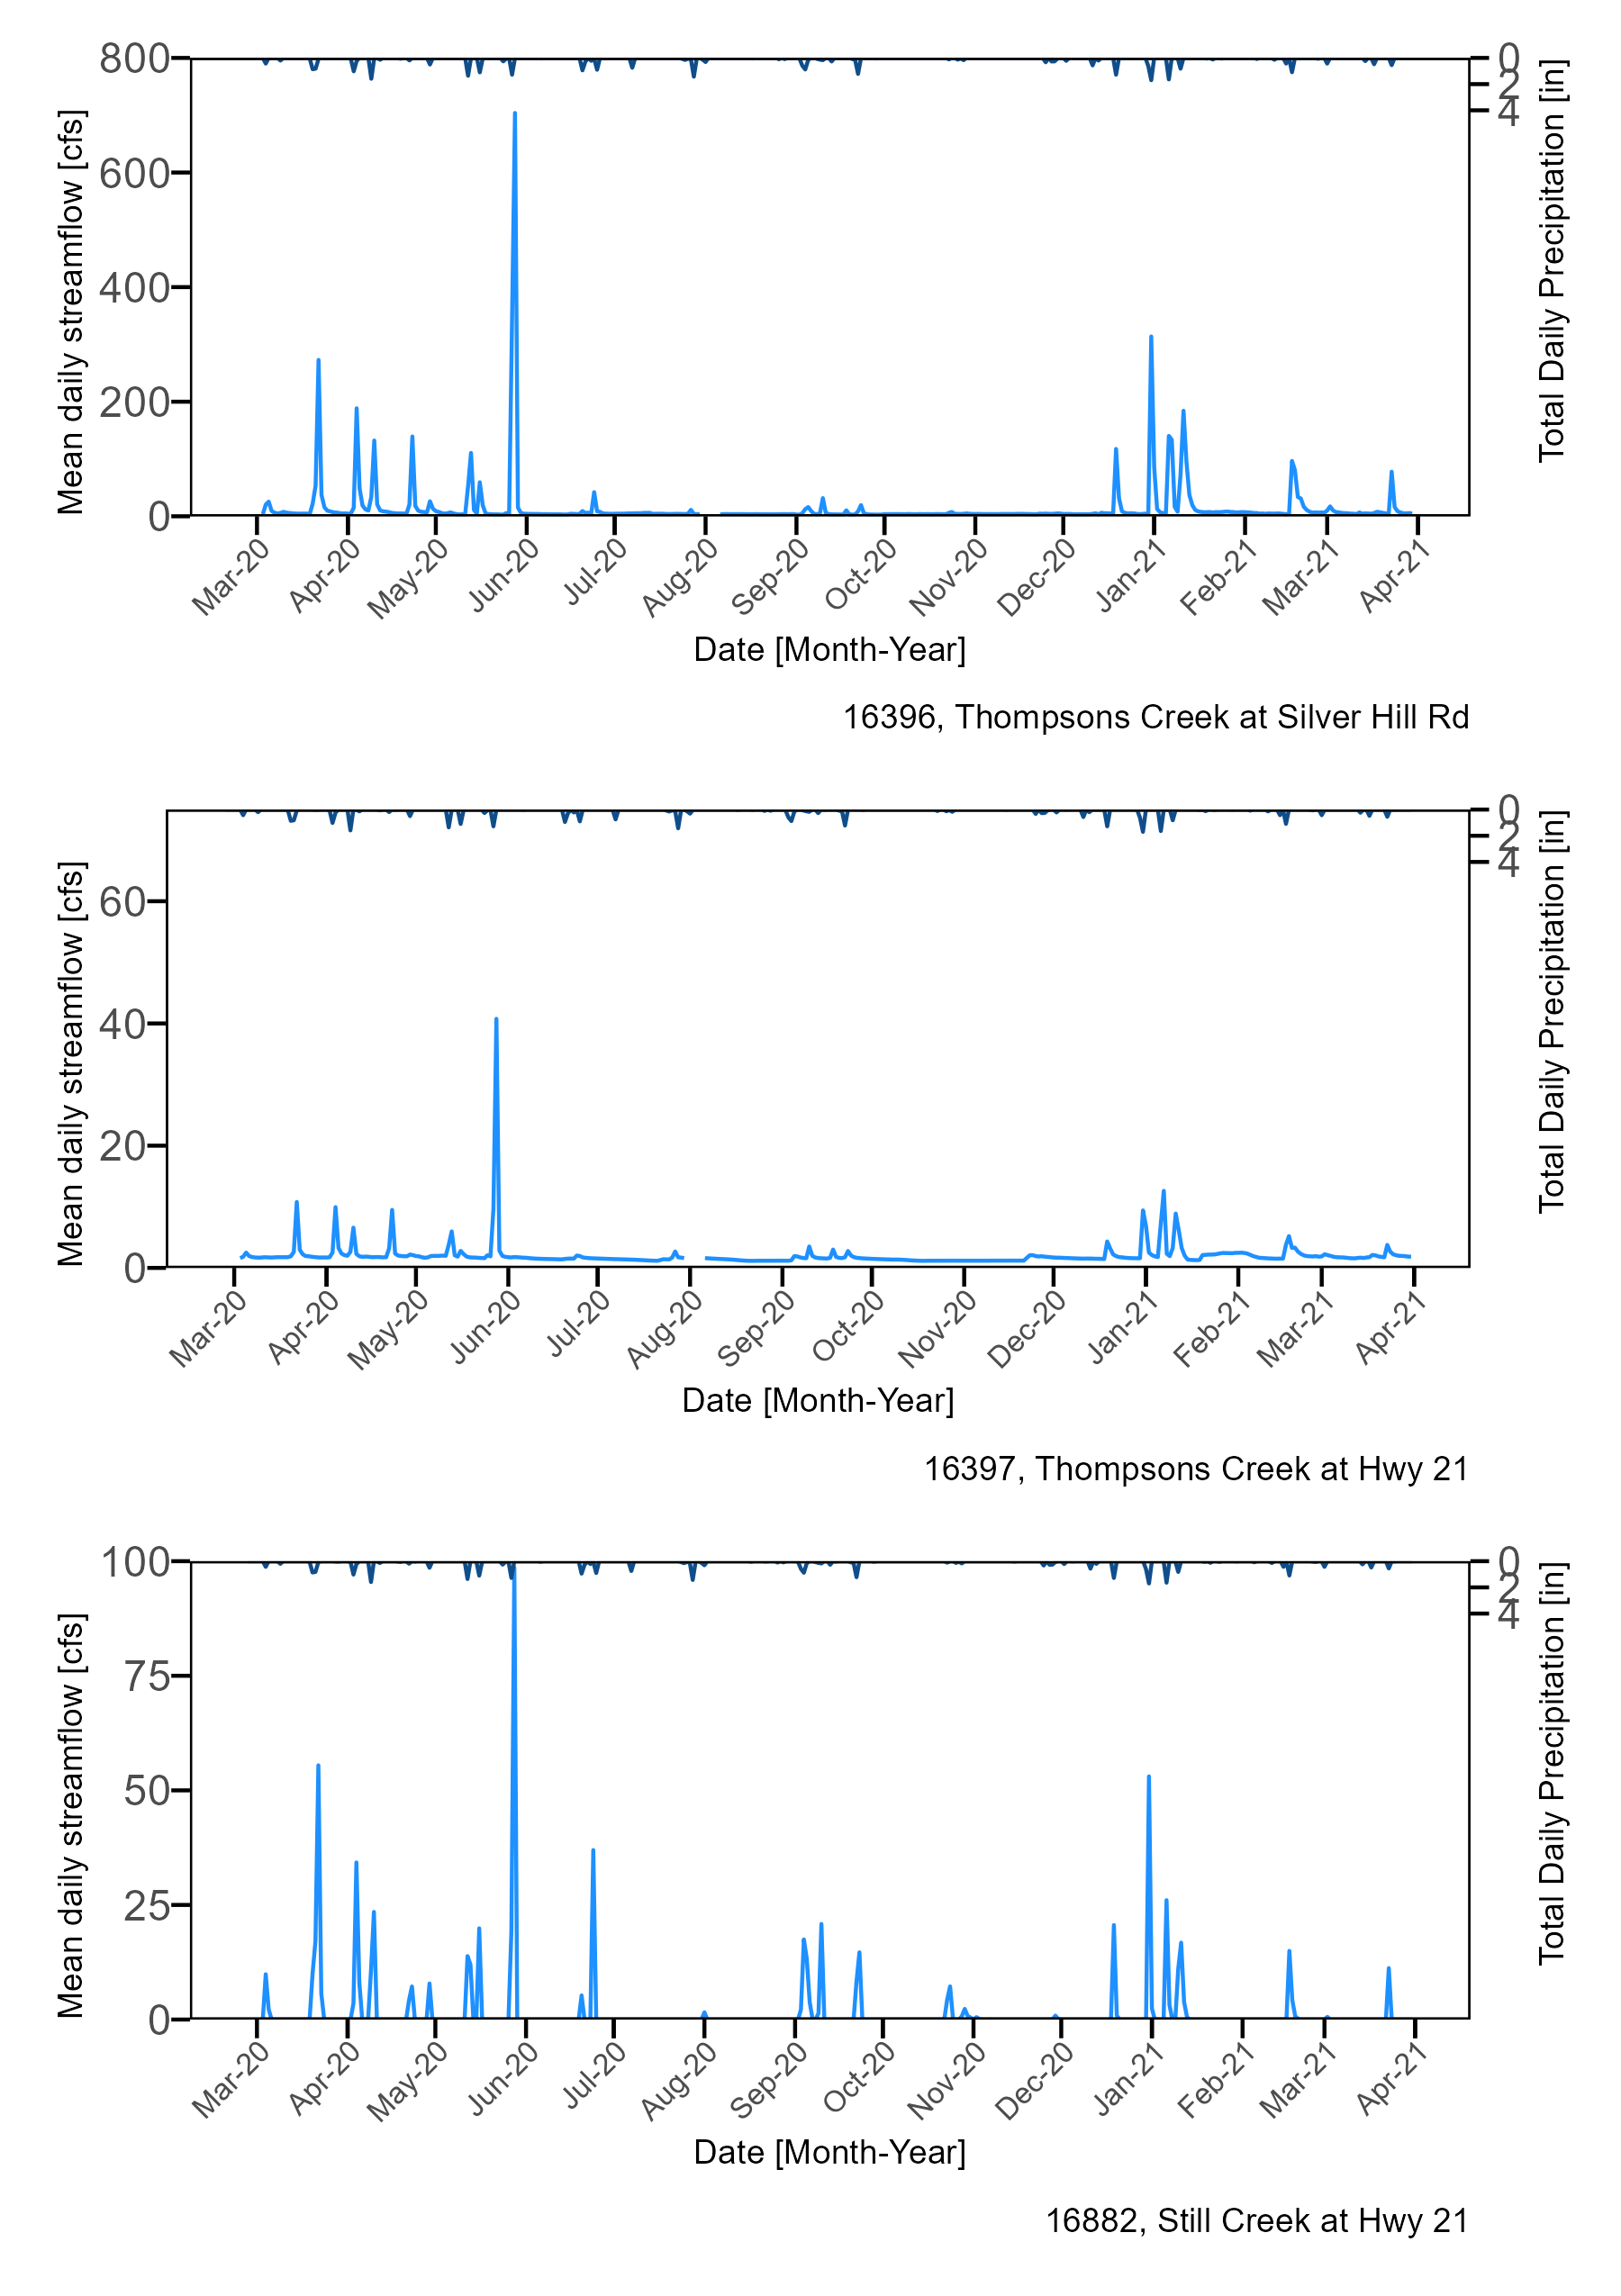 800
600
400
200
0
Mean daily streamflow [cfs]
0
2
4
Total Daily Precipitation [in]
Mar-20 Apr-20 May-20 Jun-20 Jul-20 Aug-20 Sep-20 Oct-20 Nov-20 Dec-20 Jan-21 Feb-21 Mar-21 Apr-21
Date [Month-Year]
16396, Thompsons Creek at Silver Hill Rd
60
40
20
0
Mean daily streamflow [cfs]
0
2
4
Total Daily Precipitation [in]
Mar-20 Apr-20 May-20 Jun-20 Jul-20 Aug-20 Sep-20 Oct-20 Nov-20 Dec-20 Jan-21 Feb-21 Mar-21 Apr-21
Date [Month-Year]
16397, Thompsons Creek at Hwy 21
100
75
50
25
0
Mean daily streamflow [cfs]
0
2
4
Total Daily Precipitation [in]
Mar-20 Apr-20 May-20 Jun-20 Jul-20 Aug-20 Sep-20 Oct-20 Nov-20 Dec-20 Jan-21 Feb-21 Mar-21 Apr-21
Date [Month-Year]
16882, Still Creek at Hwy 21